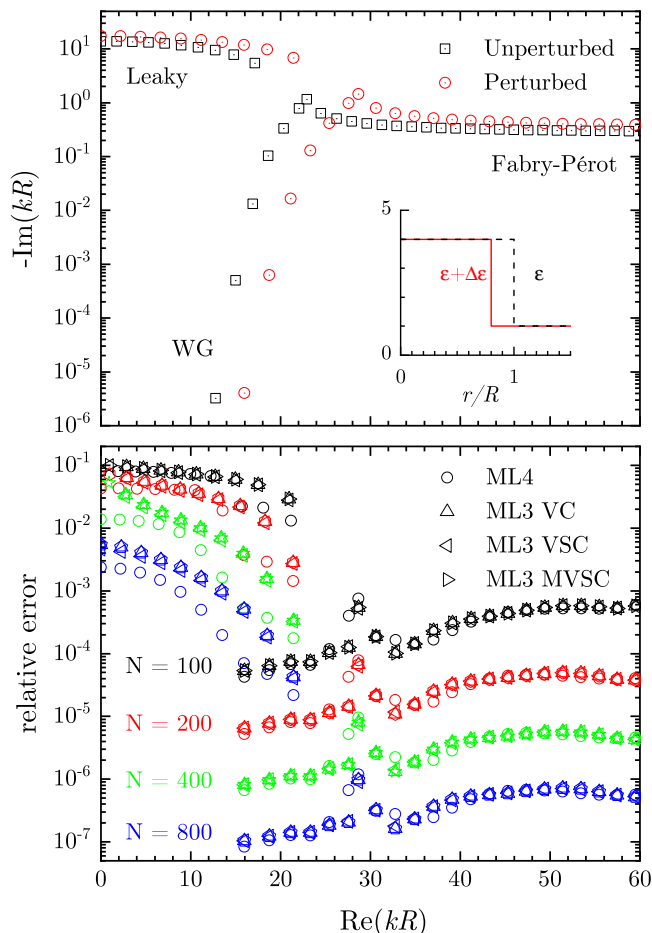 10¹
10⁰
10⁻¹
10⁻²
10⁻³
10⁻⁴
10⁻⁵
10⁻⁶
-Im(kR)
Unperturbed
Perturbed
Leaky
Fabry-Pérot
WG
5
0
0
1
ε+Δε
ε
r/R
10⁻¹
10⁻²
10⁻³
10⁻⁴
10⁻⁵
10⁻⁶
10⁻⁷
relative error
ML4
ML3 VC
ML3 VSC
ML3 MVSC
N = 100
N = 200
N = 400
N = 800
0
10
20
30
40
50
60
Re(kR)